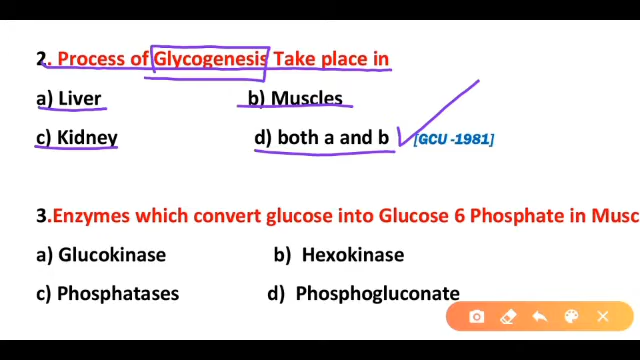 2. Process of Glycogenesis Take place in
a) Liver b) Muscles
c) Kidney d) both a and b [GCU -1981]
3.Enzymes which convert glucose into Glucose 6 Phosphate in Musc
a) Glucokinase b) Hexokinase
c) Phosphatases d) Phosphogluconate